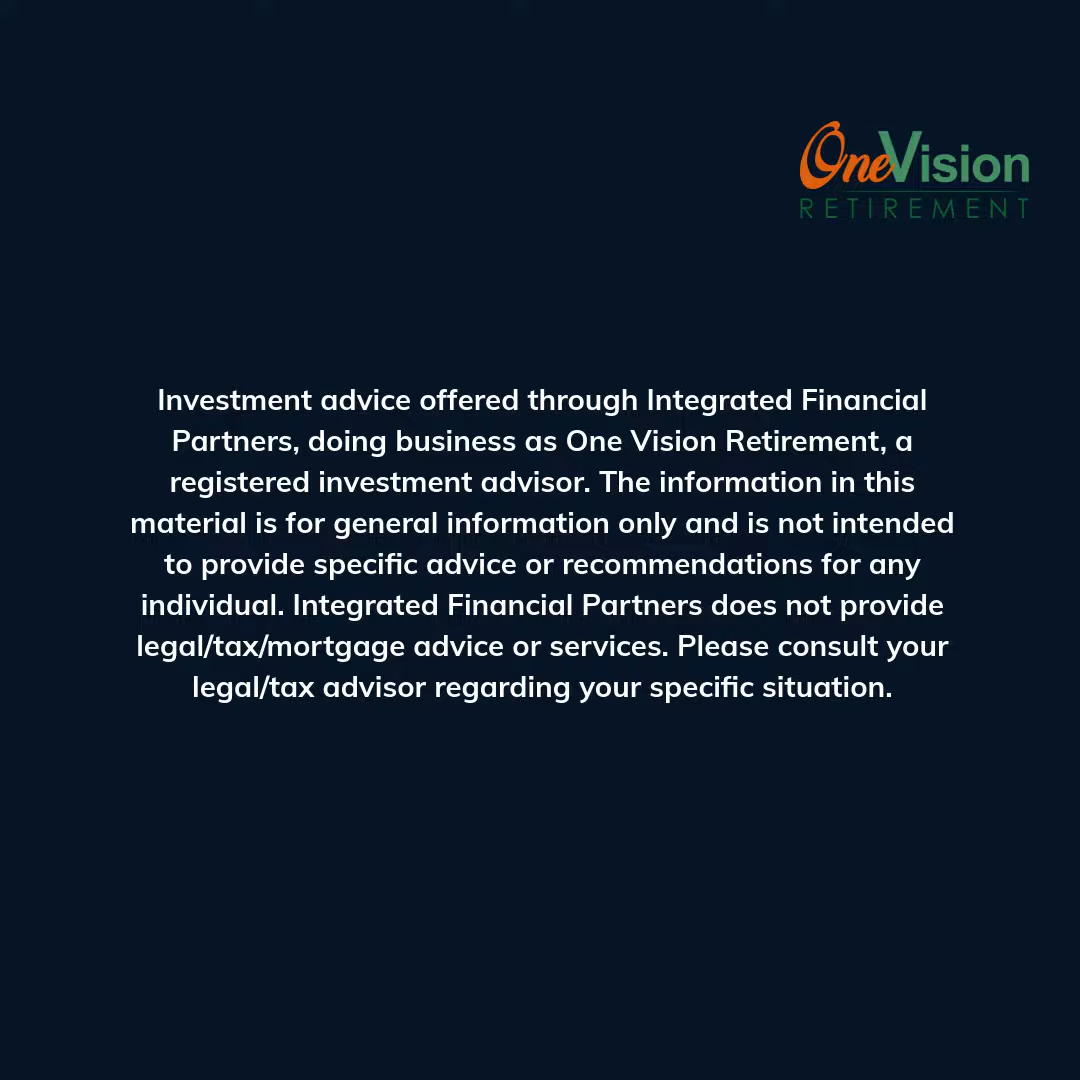 OneVision
RETIREMENT
Investment advice offered through Integrated Financial
Partners, doing business as One Vision Retirement, a
registered investment advisor. The information in this
material is for general information only and is not intended
to provide specific advice or recommendations for any
individual. Integrated Financial Partners does not provide
legal/tax/mortgage advice or services. Please consult your
legal/tax advisor regarding your specific situation.